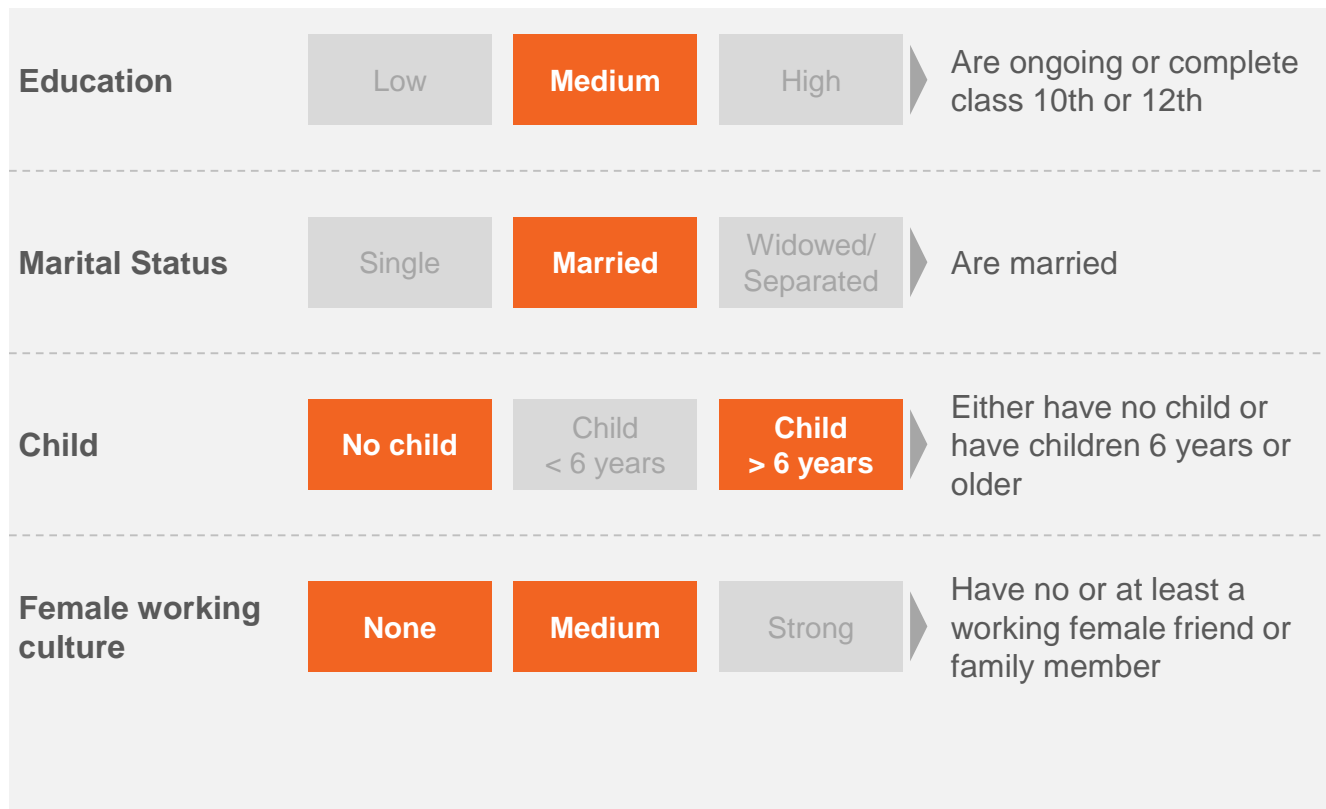 Education
Low
Medium
High
Are ongoing or complete
class 10th or 12th
Marital Status
Single
Married
Widowed/
Separated
Are married
Child
No child
Child
< 6 years
Child
> 6 years
Either have no child or
have children 6 years or
older
Female working
culture
None
Medium
Strong
Have no or at least a
working female friend or
family member